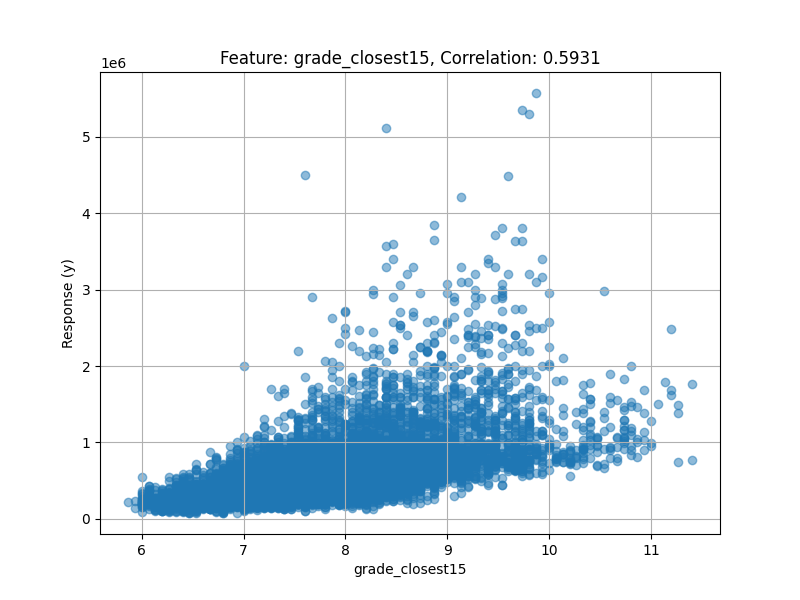 Feature: grade_closest15, Correlation: 0.5931
1e6
5
4
3
2
1
0
Response (y)
6 7 8 9 10 11
grade_closest15